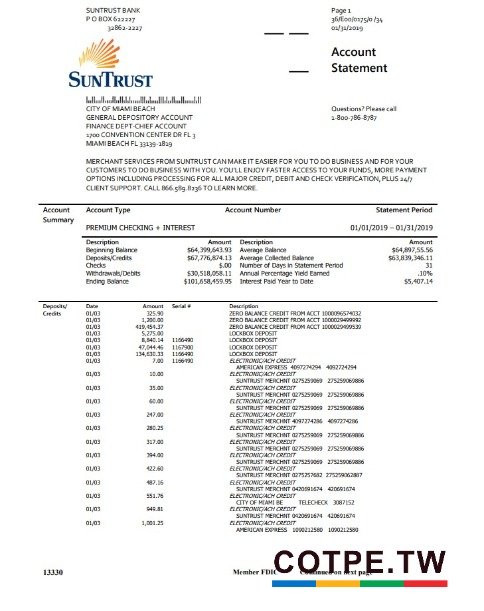 SUNTRUST BANK
P O BOX 622227
32862-2227
Page 1
36/E00/0175/0 /34
01/31/2019
Account
Statement
SUNTRUST
CITY OF MIAMI BEACH
GENERAL DEPOSITORY ACCOUNT
FINANCE DEPT-CHIEF ACCOUNT
1700 CONVENTION CENTER DR FL 3
MIAMI BEACH FL 33139-1819
Questions? Please call
1-800-786-8787
MERCHANT SERVICES FROM SUNTRUST CAN MAKE IT EASIER FOR YOU TO DO BUSINESS AND FOR YOUR
CUSTOMERS TO DO BUSINESS WITH YOU. YOU'LL ENJOY FASTER ACCESS TO YOUR FUNDS, MORE PAYMENT
OPTIONS INCLUDING PROCESSING FOR ALL MAJOR CREDIT, DEBIT AND CHECK VERIFICATION, PLUS 24/7
CLIENT SUPPORT. CALL 866.589.8236 TO LEARN MORE.
Account Summary
Account Type Account Number Statement Period
PREMIUM CHECKING + INTEREST 01/01/2019 – 01/31/2019
Description Amount Description Amount
Beginning Balance $64,399,643.93 Average Balance $64,897,55.56
Deposits/Credits $67,776,874.13 Average Collected Balance $63,839,346.11
Checks $.00 Number of Days in Statement Period 31
Withdrawals/Debits $30,518,058.11 Annual Percentage Yield Earned .10%
Ending Balance $101,658,459.95 Interest Paid Year to Date $5,407.14
Deposits/ Credits
Date Amount Serial # Description
01/03 325.90 ZERO BALANCE CREDIT FROM ACCT 1000096574032
01/03 1,200.00 ZERO BALANCE CREDIT FROM ACCT 1000029499992
01/03 419,454.37 ZERO BALANCE CREDIT FROM ACCT 1000029499539
01/03 5,275.00 LOCKBOX DEPOSIT
01/03 8,840.14 1166490 LOCKBOX DEPOSIT
01/03 47,044.46 1167900 LOCKBOX DEPOSIT
01/03 134,630.33 1166490 LOCKBOX DEPOSIT
01/03 7.00 1166490 ELECTRONIC/ACH CREDIT
AMERICAN EXPRESS 4097274294 4092724294
01/03 10.00 ELECTRONIC/ACH CREDIT
SUNTRUST MERCHNT 0275259069 275259069886
01/03 35.00 ELECTRONIC/ACH CREDIT
SUNTRUST MERCHNT 0275259069 275259069886
01/03 60.00 ELECTRONIC/ACH CREDIT
SUNTRUST MERCHNT 0275259069 275259069886
01/03 247.00 ELECTRONIC/ACH CREDIT
SUNTRUST MERCHNT 4097274286 4097274286
01/03 280.25 ELECTRONIC/ACH CREDIT
SUNTRUST MERCHNT 0275259069 275259069886
01/03 317.00 ELECTRONIC/ACH CREDIT
SUNTRUST MERCHNT 0275259069 275259069886
01/03 394.00 ELECTRONIC/ACH CREDIT
SUNTRUST MERCHNT 0275259069 275259069886
01/03 422.60 ELECTRONIC/ACH CREDIT
SUNTRUST MERCHNT 0275257682 275259062887
01/03 487.16 ELECTRONIC/ACH CREDIT
SUNTRUST MERCHNT 0420691674 420691674
01/03 551.76 ELECTRONIC/ACH CREDIT
CITY OF MIAMI BE TELECHECK 3087152
01/03 949.81 ELECTRONIC/ACH CREDIT
SUNTRUST MERCHNT 0420691674 420691674
01/03 1,001.25 ELECTRONIC/ACH CREDIT
AMERICAN EXPRESS 1090212580 1090212580
13330 Member FDIC Continued on next page
COTPE.TW